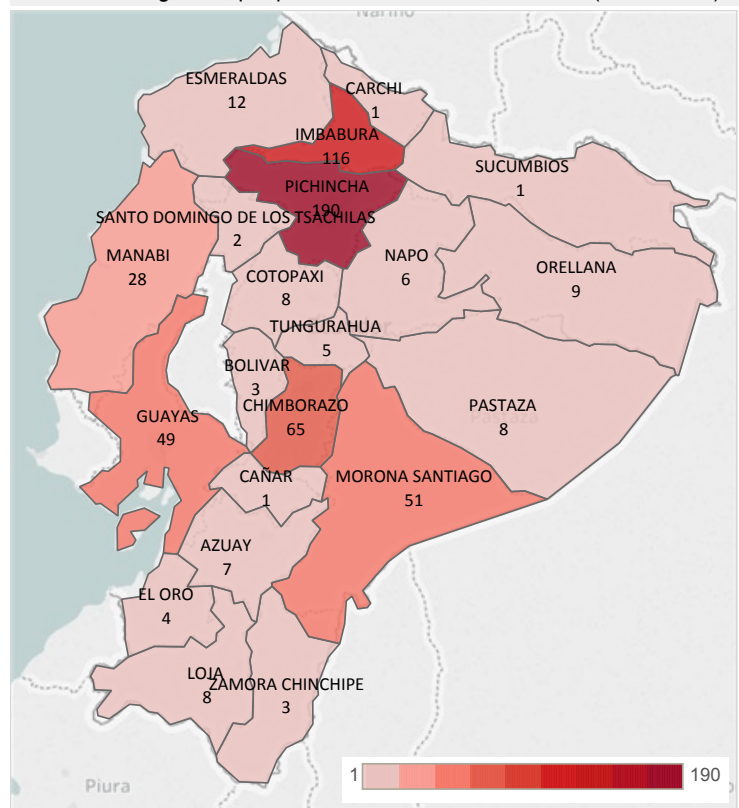 Nariño
ESMERALDAS
12
CARCHI
1
IMBABURA
116
SUCUMBIOS
1
PICHINCHA
190
SANTO DOMINGO DE LOS TSACHILAS
2
MANABI
28
NAPO
6
ORELLANA
9
COTOPAXI
8
TUNGURAHUA
5
BOLIVAR
3
CHIMBORAZO
65
PASTAZA
8
Pastaza
GUAYAS
49
CAÑAR
1
MORONA SANTIAGO
51
AZUAY
7
EL ORO
4
LOJA
8
ZAMORA CHINCHIPE
3
1
190
Piura